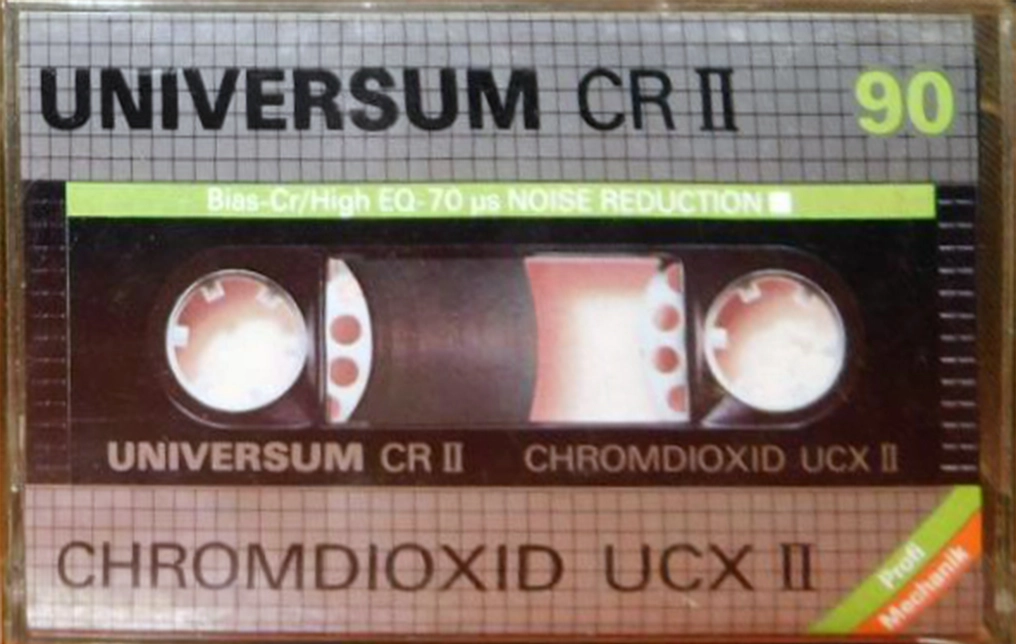 UNIVERSUM CR II 90
Bias-Cr/High EQ-70 µs NOISE REDUCTION
UNIVERSUM CR II CHROMDIOXID UCX II
CHROMDIOXID UCX II
Profi
Mechanik